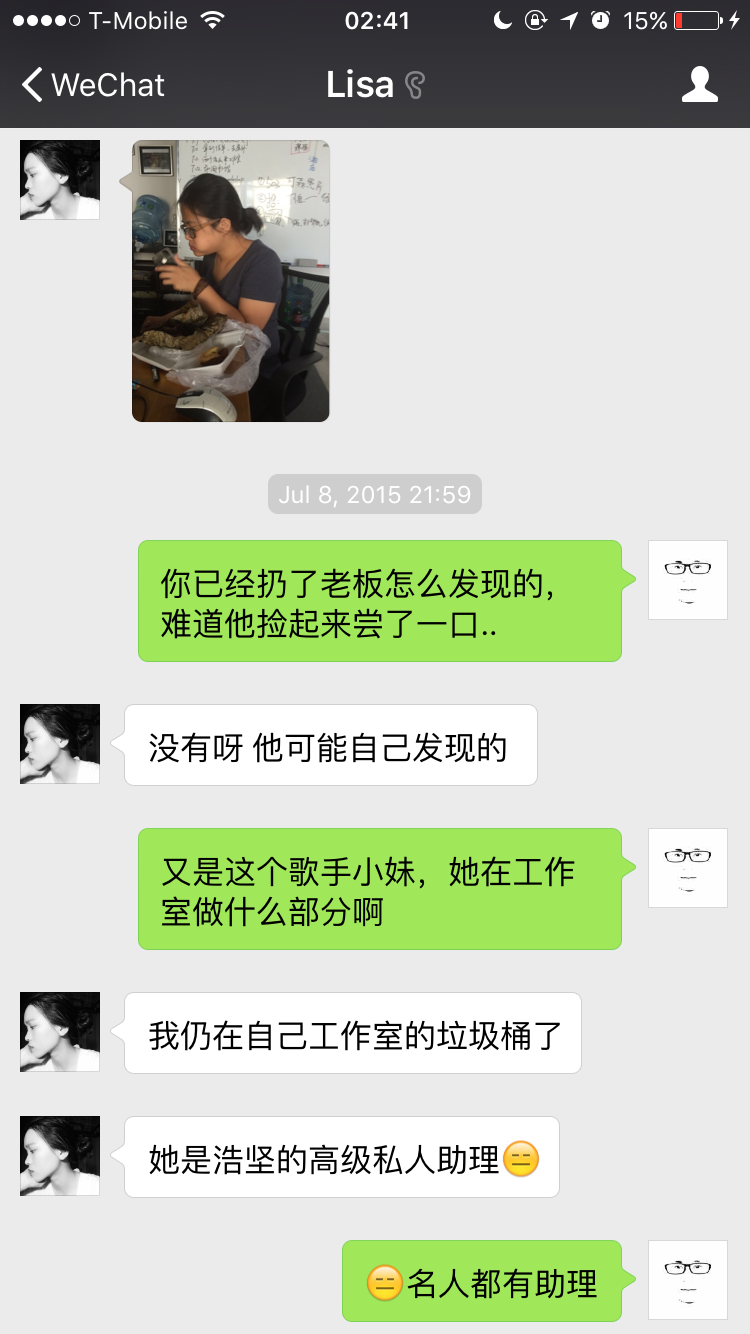 T-Mobile 02:41 15%
WeChat Lisa
Jul 8, 2015 21:59
你已经扔了老板怎么发现的，
难道他捡起来尝了一口..
没有呀 他可能自己发现的
又是这个歌手小妹，她在工作
室做什么部分啊
我仍在自己工作室的垃圾桶了
她是浩坚的高级私人助理😑
😑名人都有助理